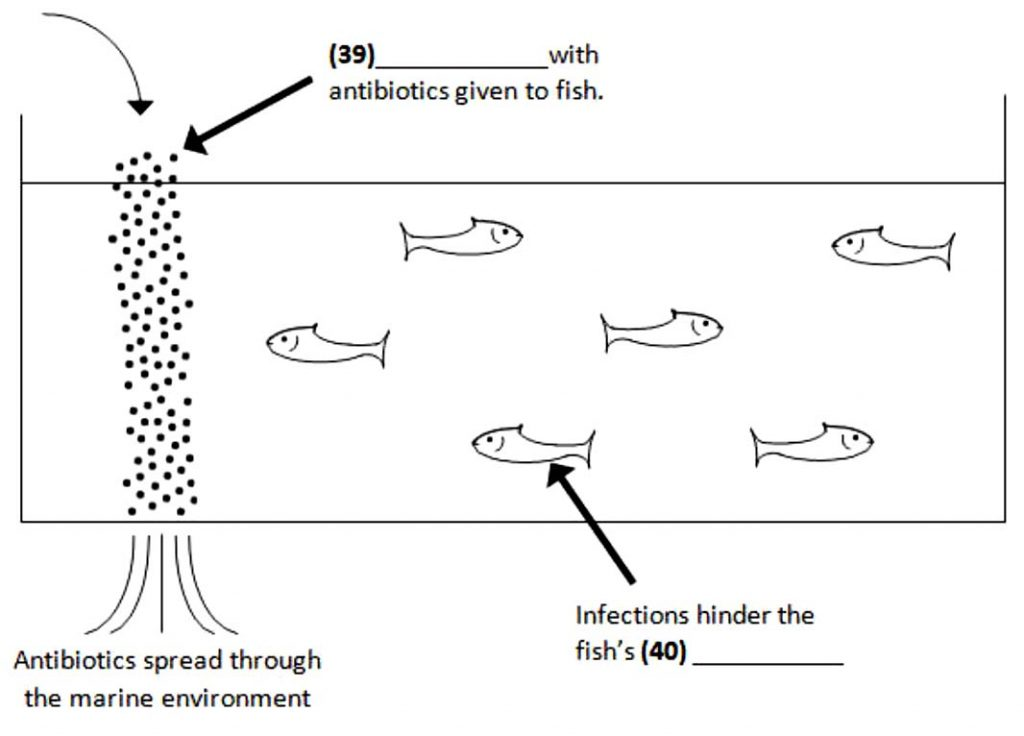 (39)____________with
antibiotics given to fish.
Infections hinder the
fish's (40) ___________
Antibiotics spread through
the marine environment